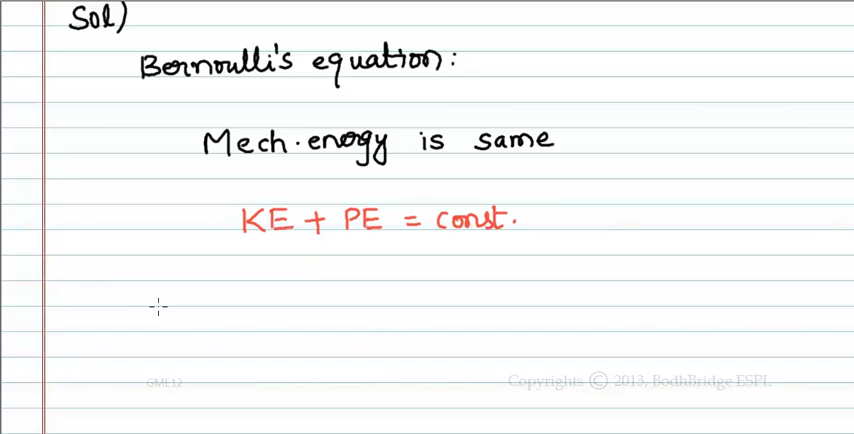 Sol)
Bernoulli's equation:
Mech. energy is same
KE + PE = const.
GME12
Copyrights © 2013, BodhBridge ESPL